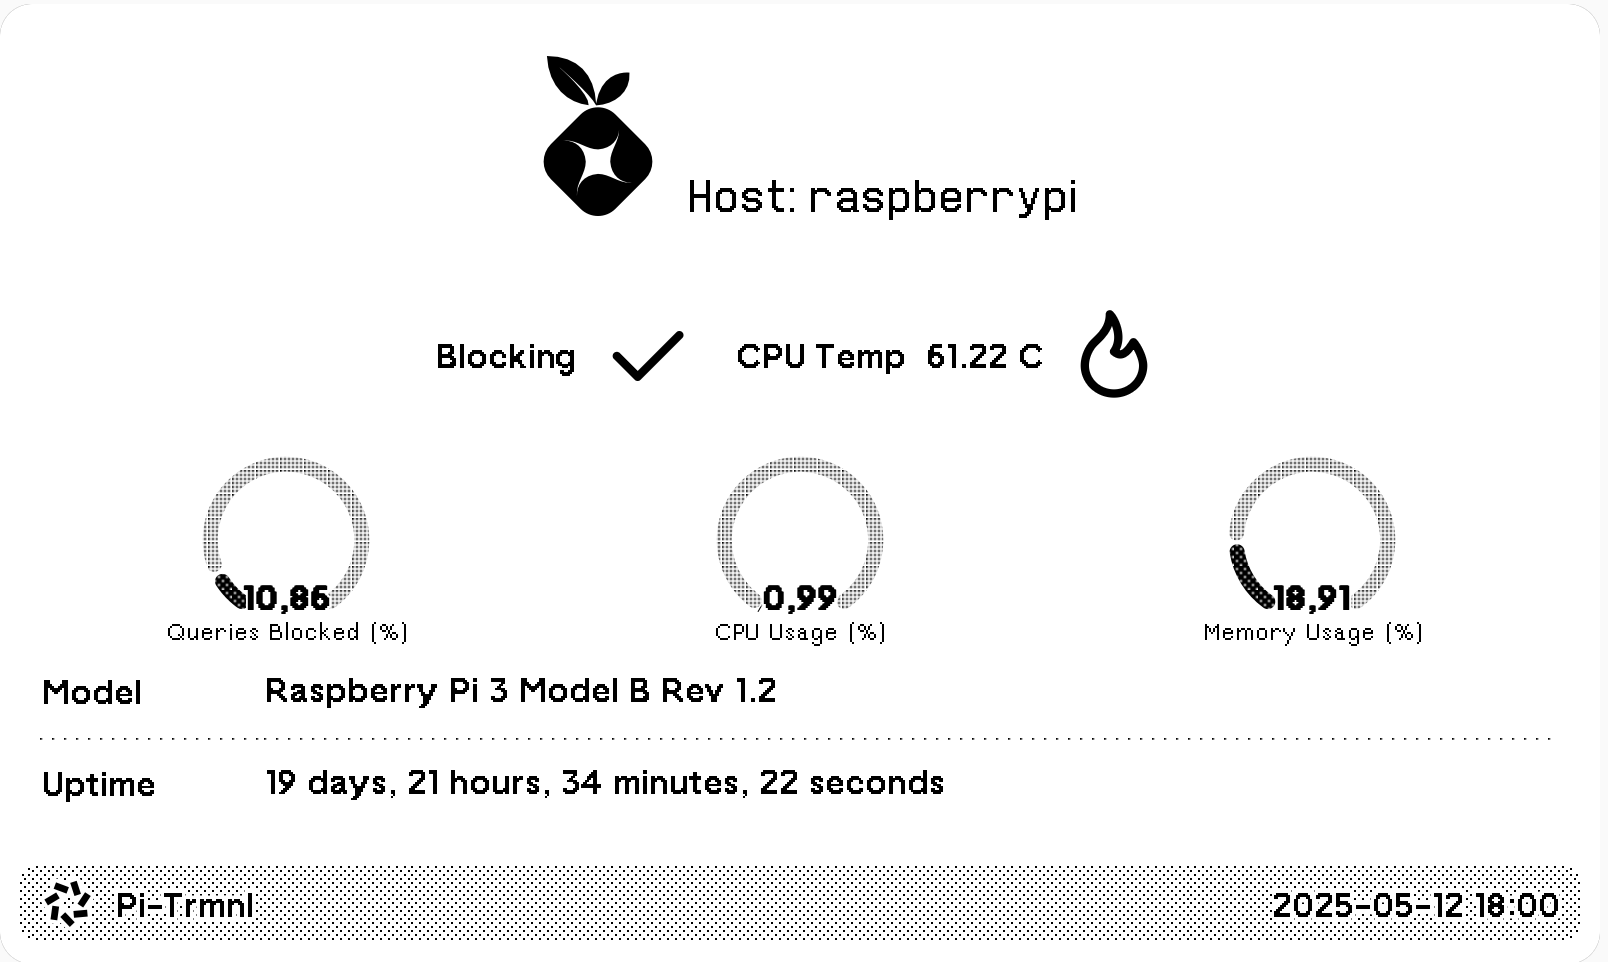 Host: raspberrypi
Blocking CPU Temp 61.22 C
10,86 0,99 18,91
Queries Blocked (%) CPU Usage (%) Memory Usage (%)
Model Raspberry Pi 3 Model B Rev 1.2
Uptime 19 days, 21 hours, 34 minutes, 22 seconds
Pi-Trmnl 2025-05-12 18:00